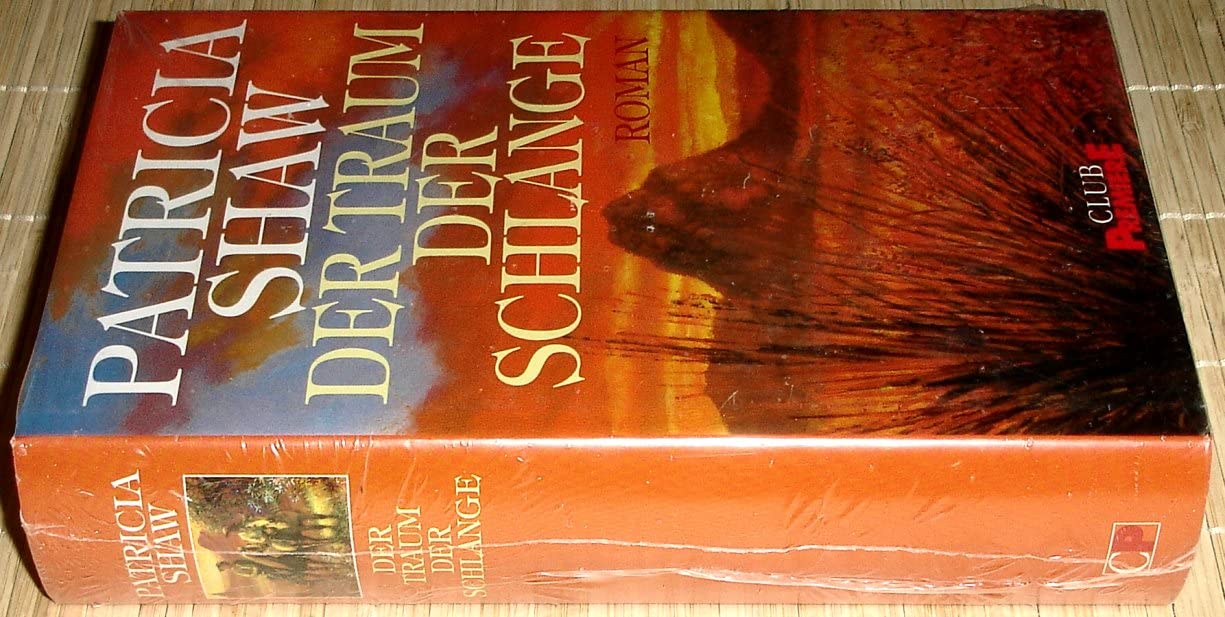 PATRICIA
SHAW
DER TRAUM
DER
SCHLANGE
ROMAN
CLUB
PREMIERE
PATRICIA
SHAW
DER
TRAUM
DER
SCHLANGE
CP